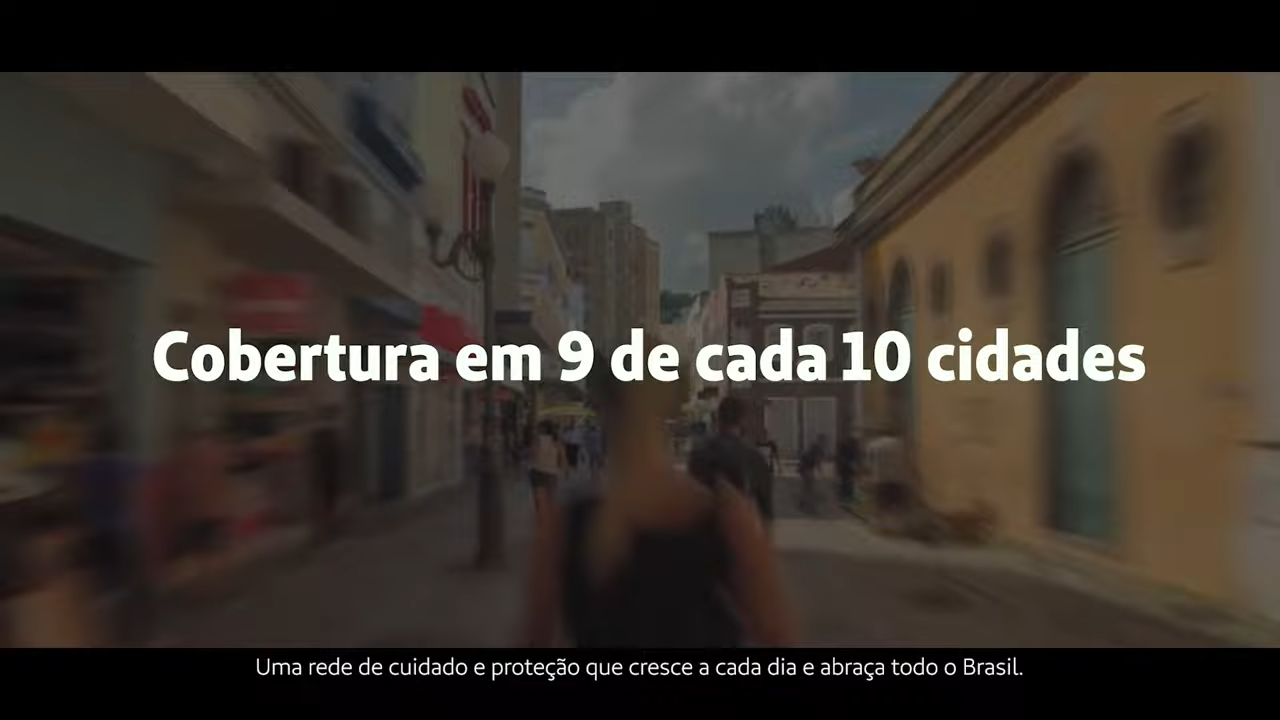 Cobertura em 9 de cada 10 cidades
Uma rede de cuidado e proteção que cresce a cada dia e abraça todo o Brasil.